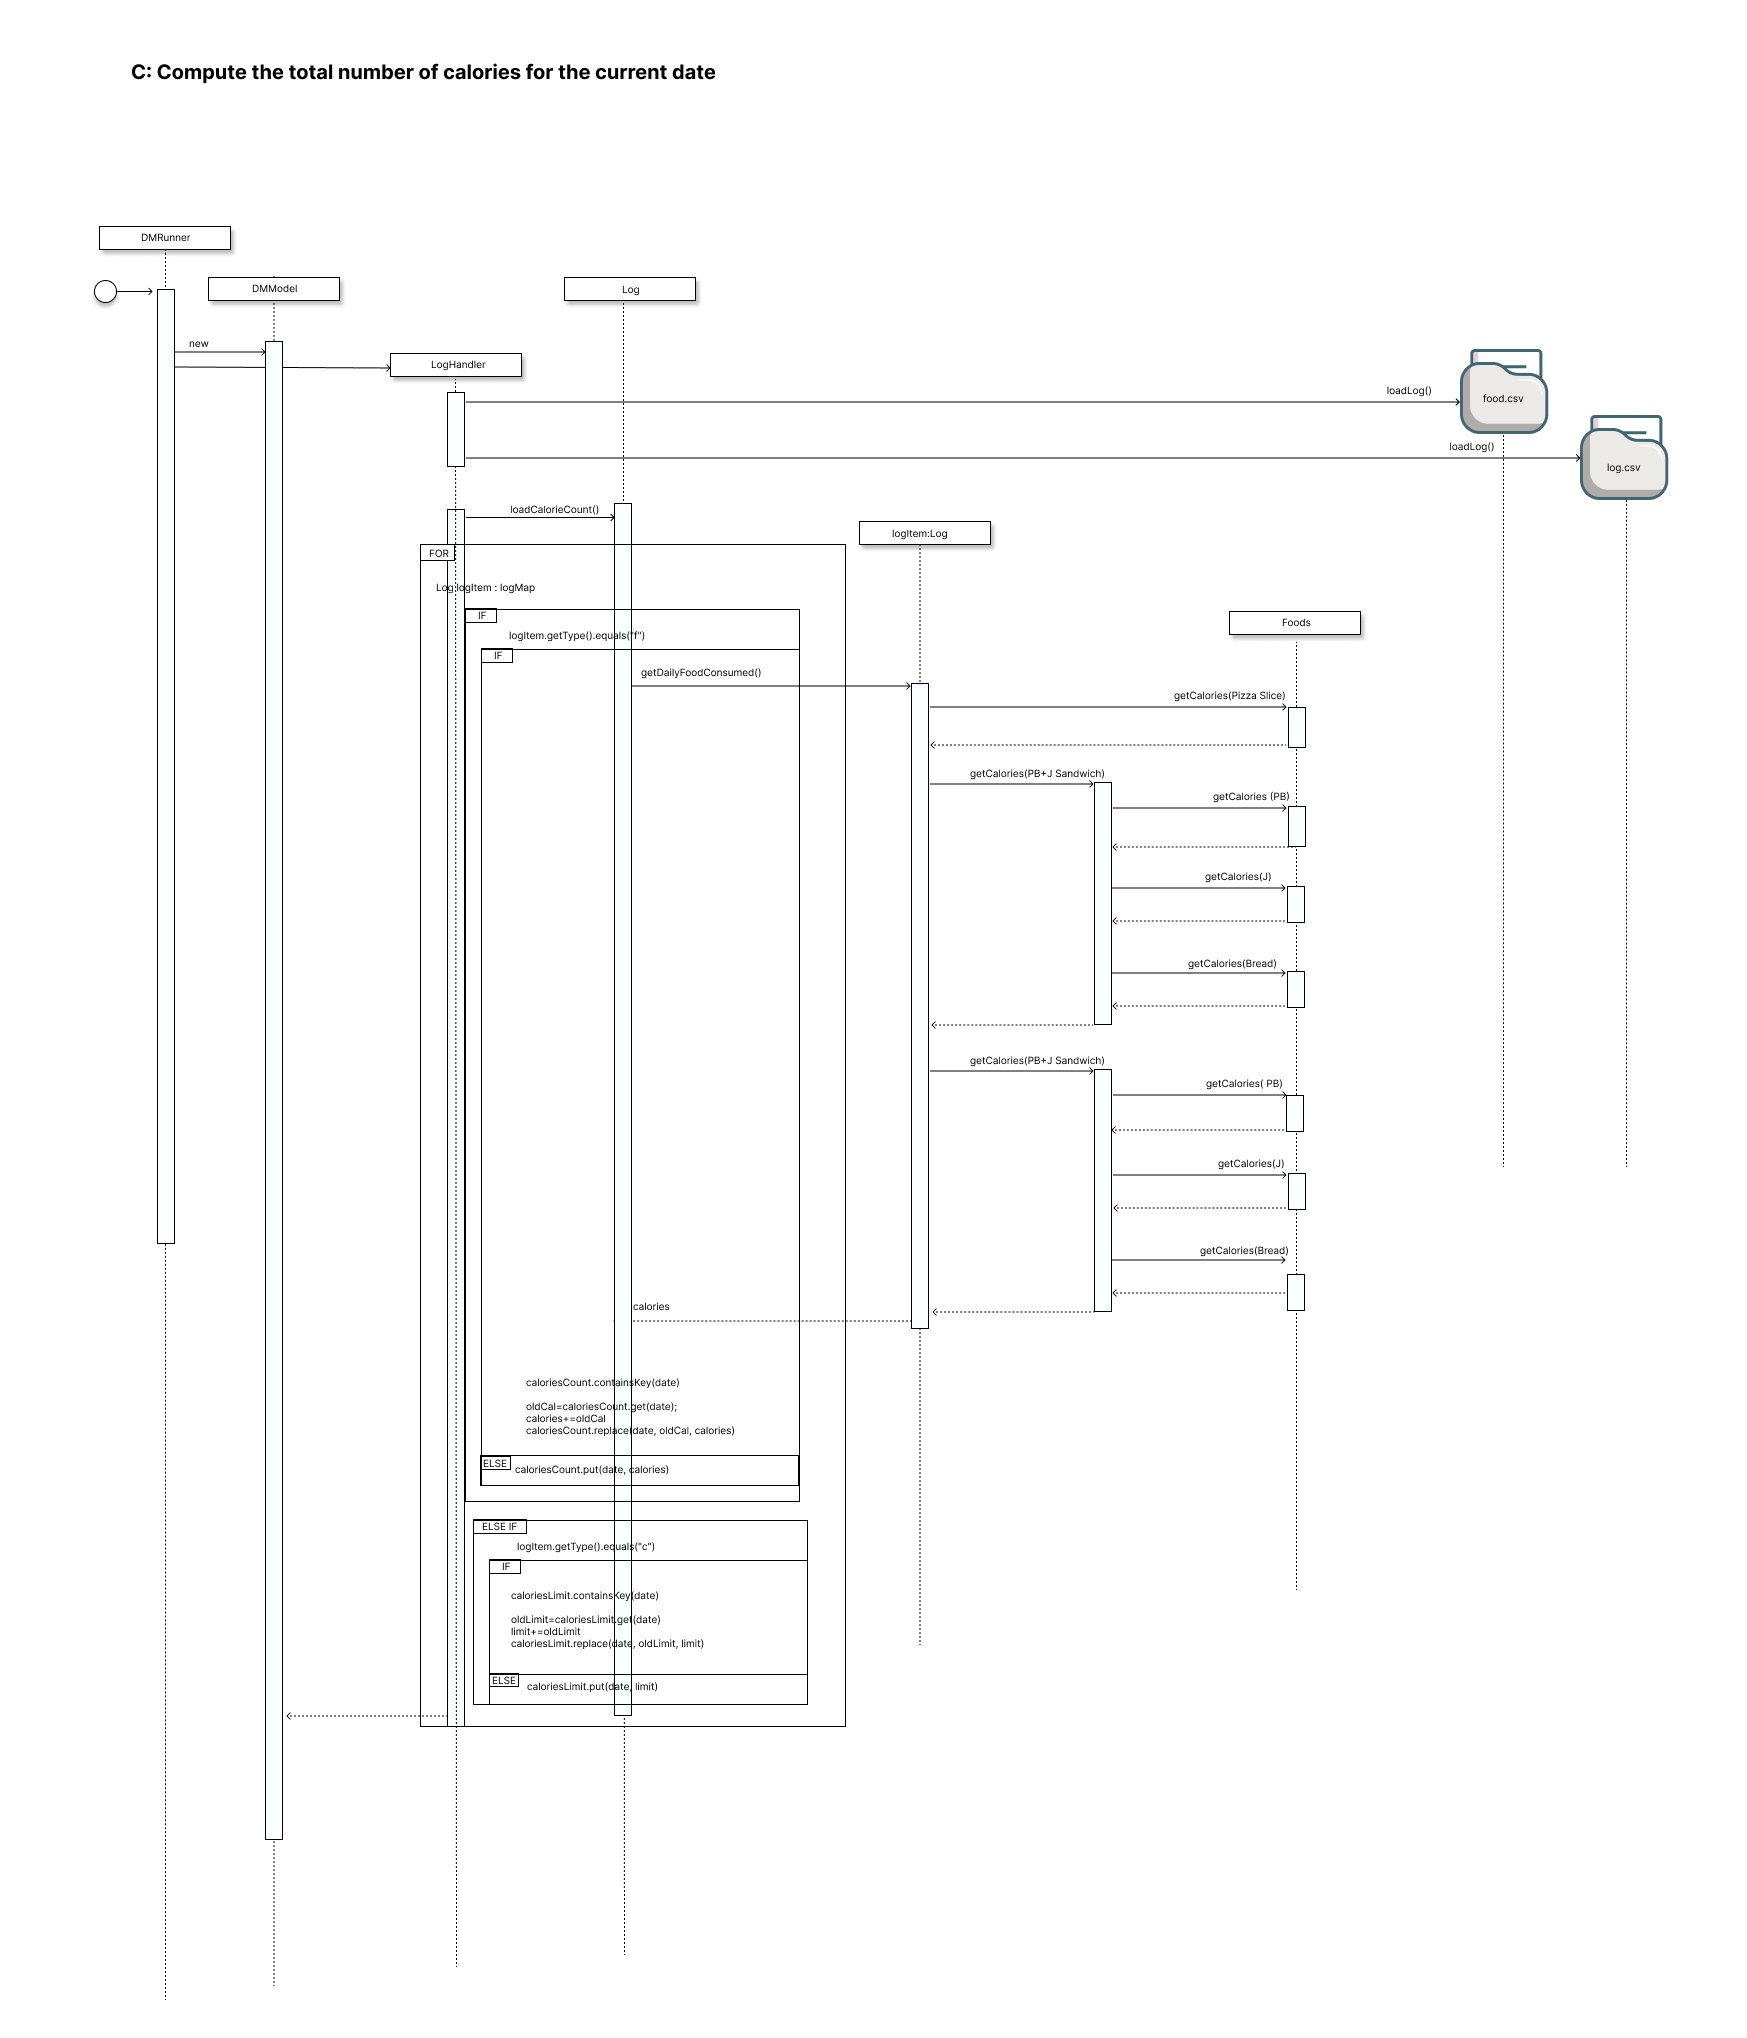 C: Compute the total number of calories for the current date
DMRunner
DMModel
Log
new
LogHandler
loadLog()
food.csv
loadLog()
log.csv
loadCalorieCount()
logItem:Log
FOR
Log logItem : logMap
IF
Foods
logItem.getType().equals("f")
IF
getDailyFoodConsumed()
getCalories(Pizza Slice)
getCalories(PB+J Sandwich)
getCalories (PB)
getCalories(J)
getCalories(Bread)
getCalories(PB+J Sandwich)
getCalories( PB)
getCalories(J)
getCalories(Bread)
calories
caloriesCount.containsKey(date)
oldCal=caloriesCount.get(date);
calories+=oldCal
caloriesCount.replace(date, oldCal, calories)
ELSE
caloriesCount.put(date, calories)
ELSE IF
logItem.getType().equals("c")
IF
caloriesLimit.containsKey(date)
oldLimit=caloriesLimit.get(date)
limit+=oldLimit
caloriesLimit.replace(date, oldLimit, limit)
ELSE
caloriesLimit.put(date, limit)